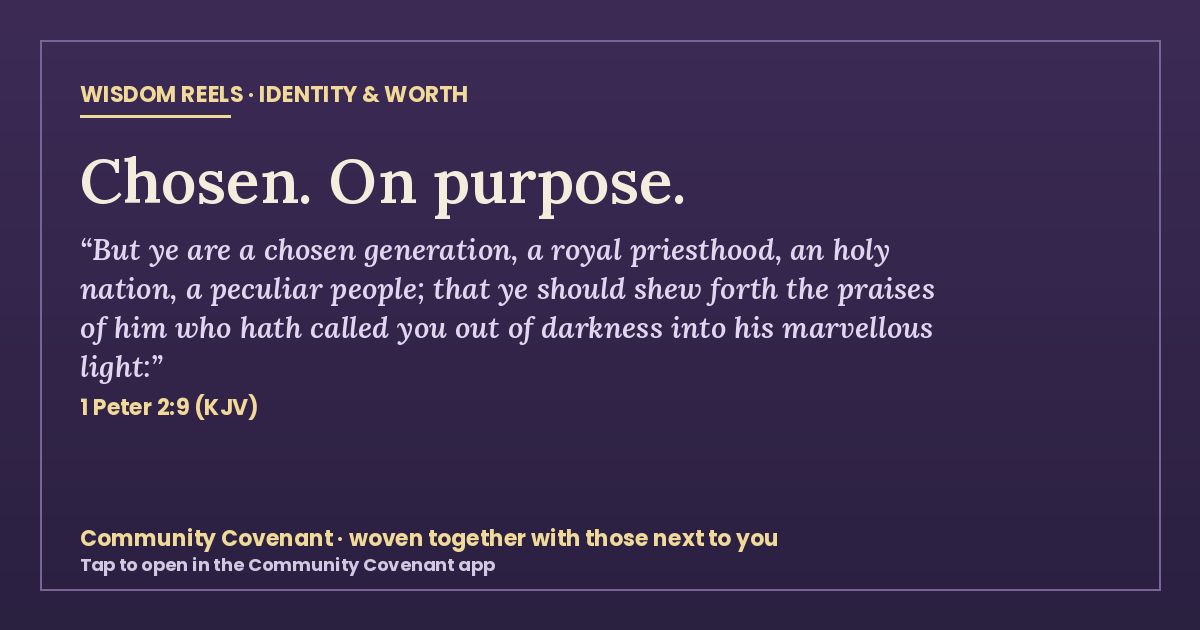 WISDOM REELS · IDENTITY & WORTH
Chosen. On purpose.
“But ye are a chosen generation, a royal priesthood, an holy
nation, a peculiar people; that ye should shew forth the praises
of him who hath called you out of darkness into his marvellous
light:”
1 Peter 2:9 (KJV)
Community Covenant · woven together with those next to you
Tap to open in the Community Covenant app